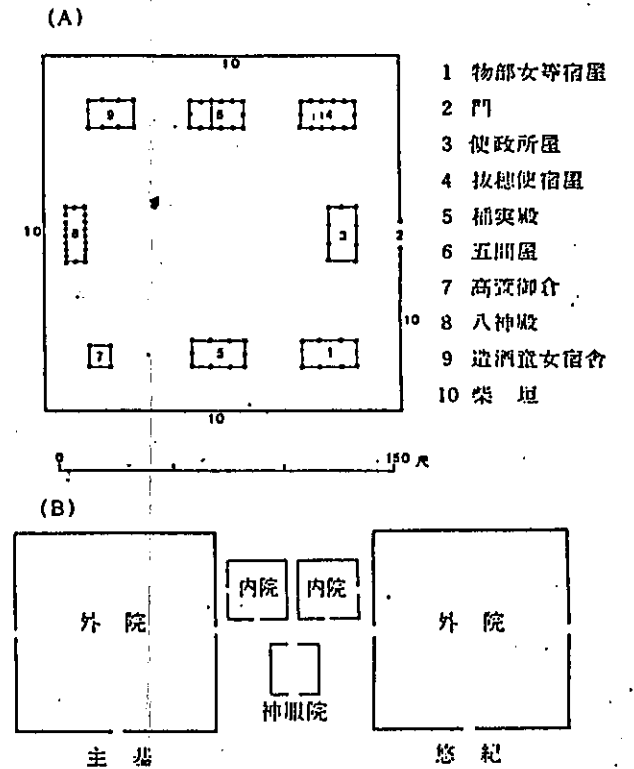 (A)
10
9
6
4
10
8
3
2
7
5
1
10
10
1 物部女等宿屋
2 門
3 使政所屋
4 抜穂使宿屋
5 稲実殿
6 五間屋
7 高萱御倉
8 八神殿
9 造酒童女宿舎
10 柴垣
0 150尺
(B)
外院
内院
内院
外院
神服院
主基
悠紀